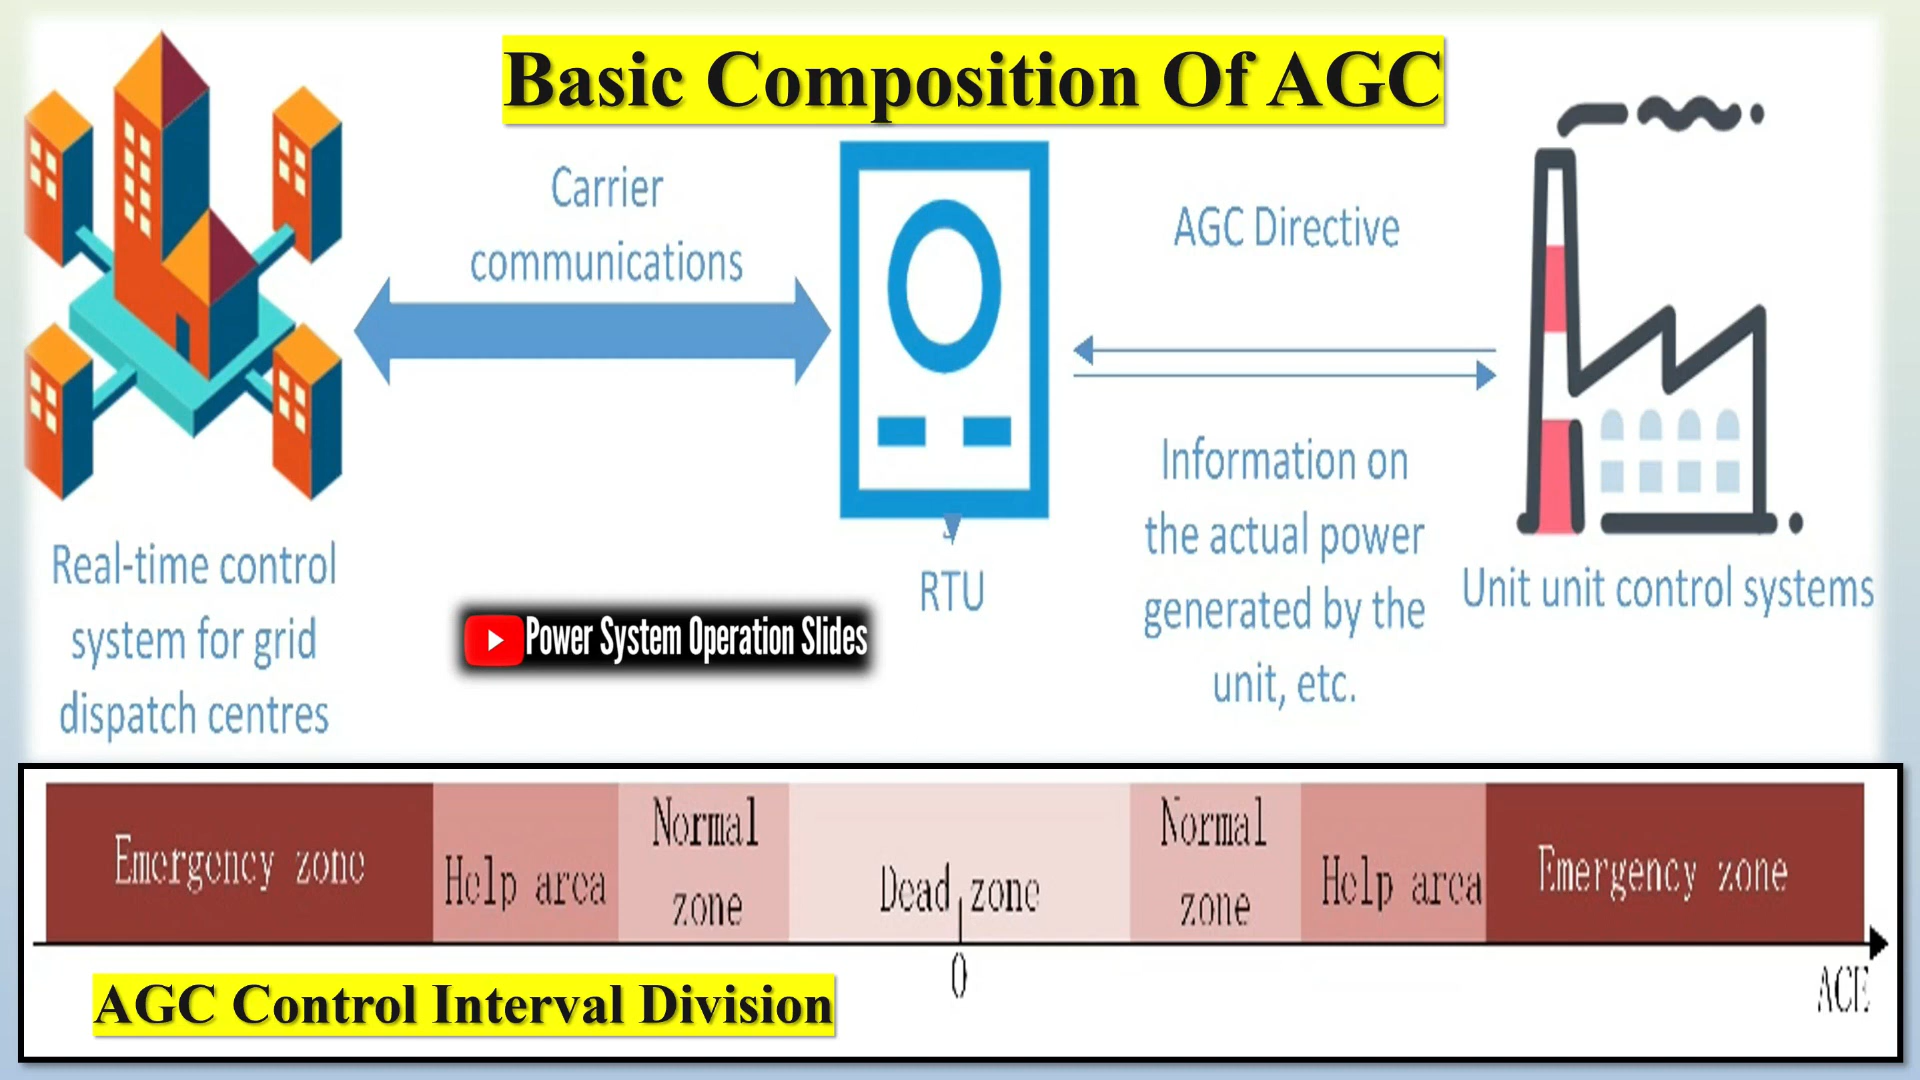 Basic Composition Of AGC
Carrier
communications
AGC Directive
Information on
the actual power
generated by the
unit, etc.
RTU
Unit unit control systems
Real-time control
system for grid
dispatch centres
Power System Operation Slides
Emergency zone
Help area
Normal
zone
Dead zone
Normal
zone
Help area
Emergency zone
0
ACE
AGC Control Interval Division